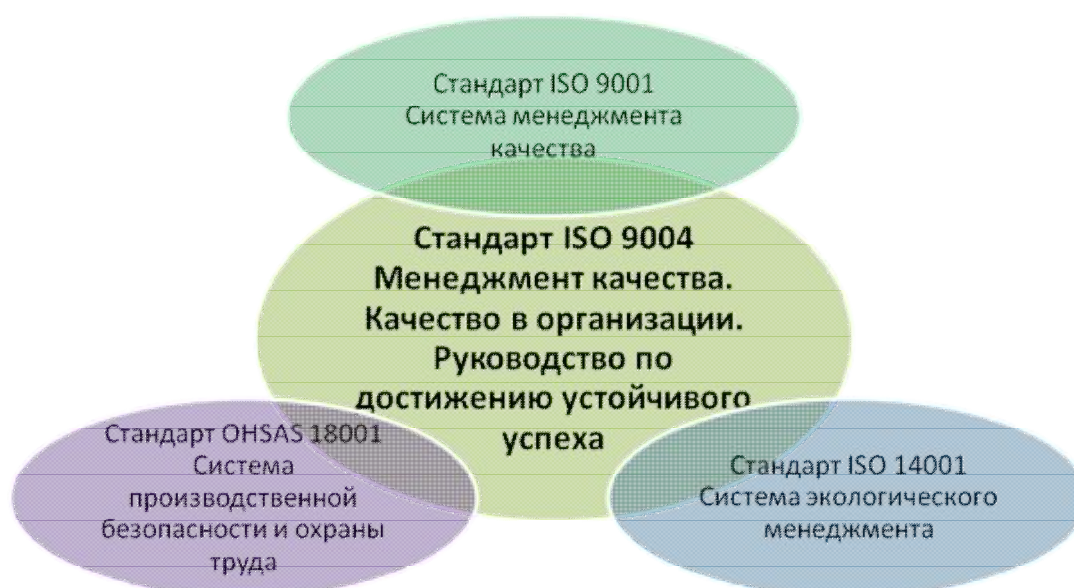 Стандарт ISO 9001
Система менеджмента
качества
Стандарт ISO 9004
Менеджмент качества.
Качество в организации.
Руководство по
достижению устойчивого
успеха
Стандарт OHSAS 18001
Система
производственной
безопасности и охраны
труда
Стандарт ISO 14001
Система экологического
менеджмента